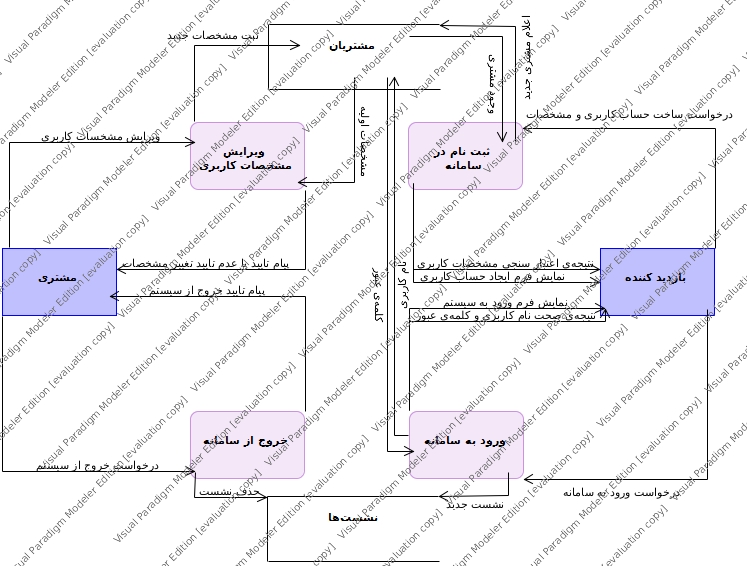 ثبت مشخصات جدید
مشتریان
اعلام مشتری جدید
وجود مشتری
مشخصات اولیه
درخواست ساخت حساب کاربری و مشخصات
ویرایش مشخصات کاربری
ویرایش
مشخصات کاربری
ثبت نام در
سامانه
پیام تایید یا عدم تایید تغییر مشخصات
نتیجه‌ی اعتبار سنجی مشخصات کاربری
نمایش فرم ایجاد حساب کاربری
مشتری
بازدید کننده
پیام تایید خروج از سیستم
نام کاربری
کلمه‌ی عبور
نمایش فرم ورود به سیستم
نتیجه‌ی صحت نام کاربری و کلمه‌ی عبور
خروج از سامانه
ورود به سامانه
درخواست خروج از سیستم
حذف نشست
نشست جدید
درخواست ورود به سامانه
نشست‌ها
Visual Paradigm Modeler Edition [evaluation copy]